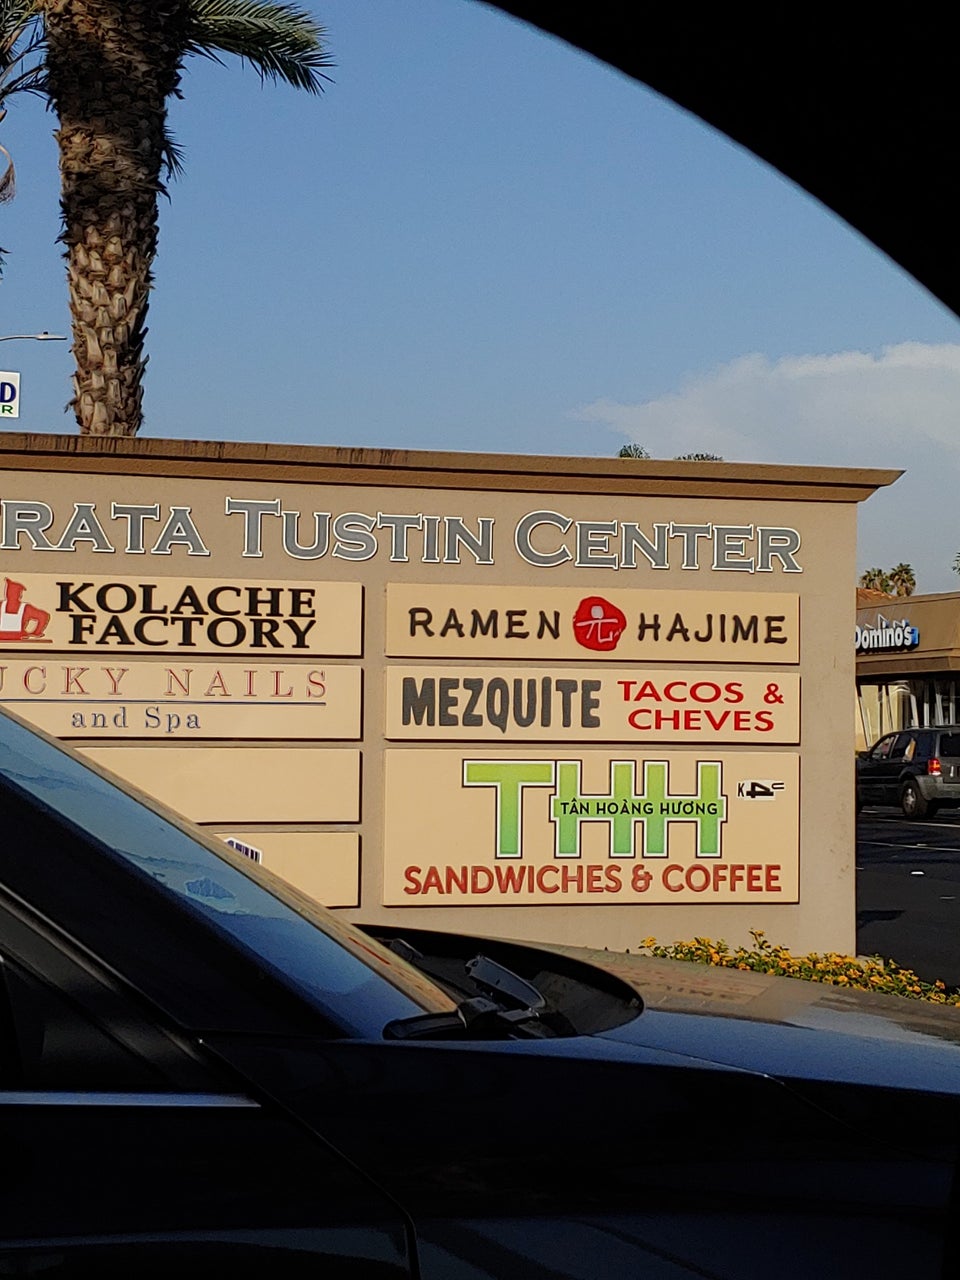 D
R
RATA TUSTIN CENTER
KOLACHE
FACTORY
UCKY NAILS
and Spa
RAMEN HAJIME
MEZQUITE TACOS &
CHEVES
THH
TÂN HOÀNG HƯƠNG
SANDWICHES & COFFEE
Domino's